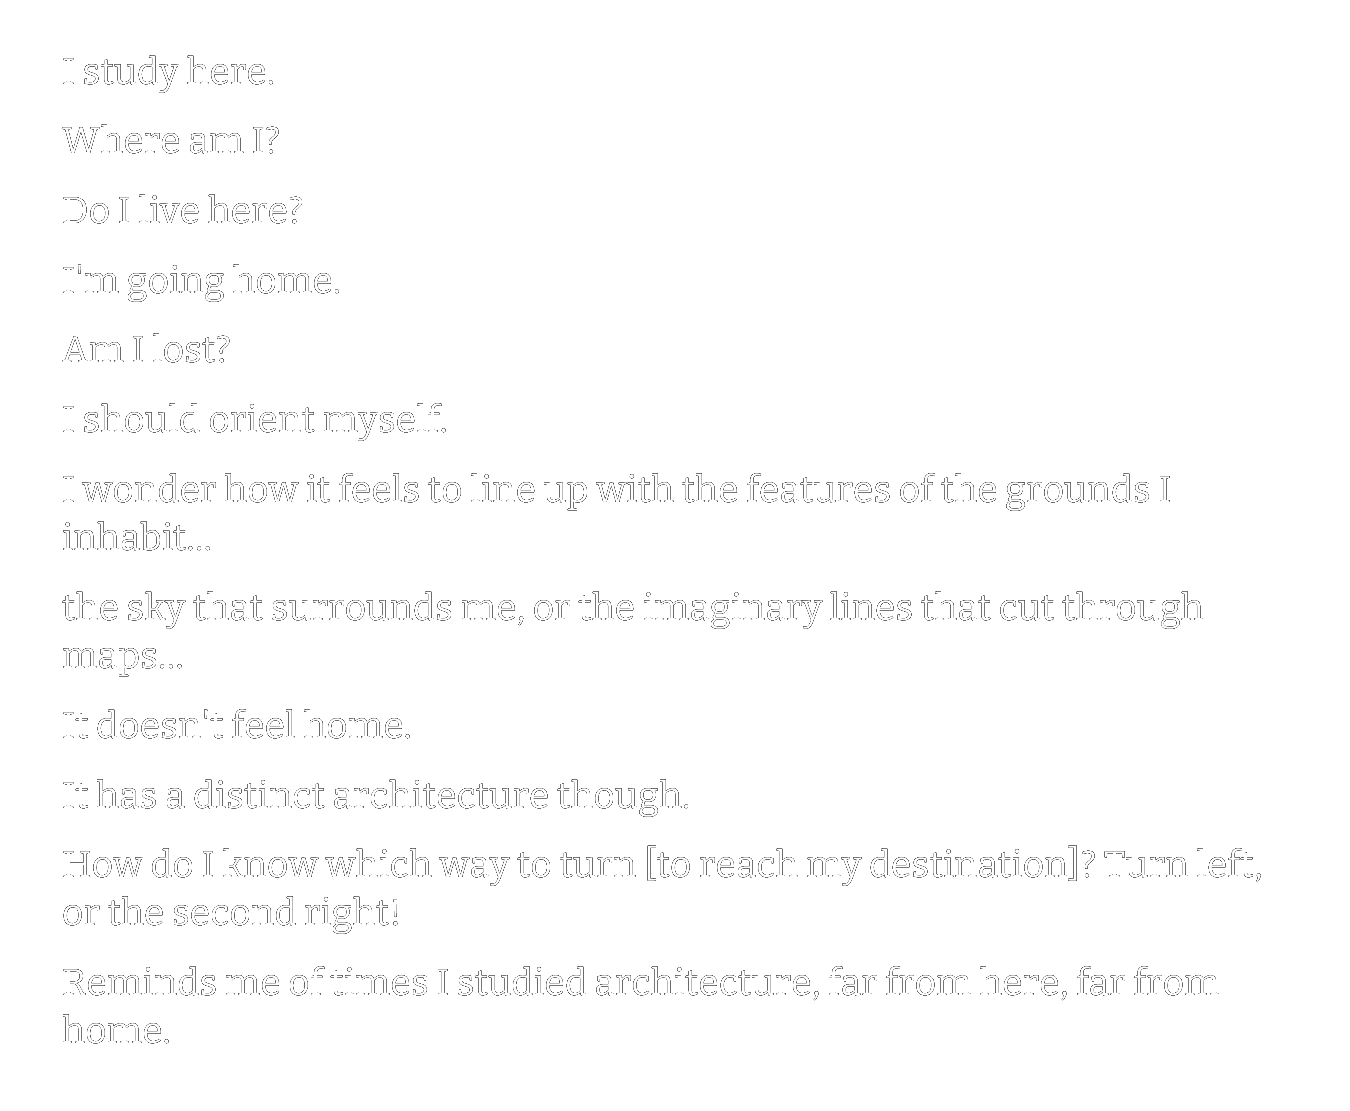 I study here.
Where am I?
Do I live here?
I'm going home.
Am I lost?
I should orient myself.
I wonder how it feels to line up with the features of the grounds I
inhabit...
the sky that surrounds me, or the imaginary lines that cut through
maps...
It doesn't feel home.
It has a distinct architecture though.
How do I know which way to turn [to reach my destination]? Turn left,
or the second right!
Reminds me of times I studied architecture, far from here, far from
home.